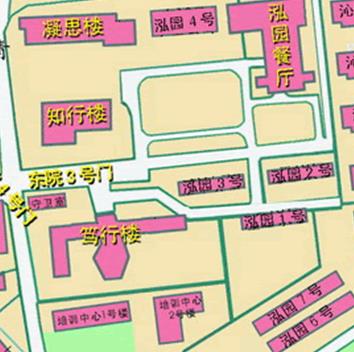 凝思楼
泓园4号
泓园餐厅
知行楼
东院3号门
泓园3号
泓园2号
守卫室
泓园1号
笃行楼
培训中心1号楼
培训中心
2号楼
泓园7号
泓园6号